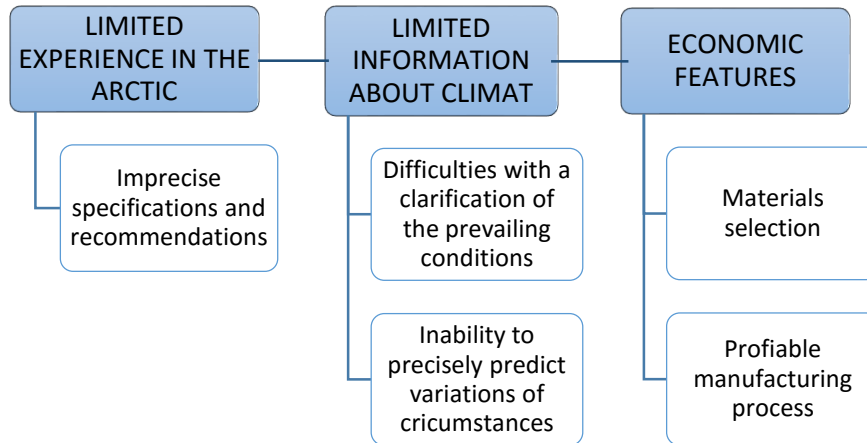 LIMITED
EXPERIENCE IN THE
ARCTIC
Imprecise
specifications and
recommendations
LIMITED
INFORMATION
ABOUT CLIMAT
Difficulties with a
clarification of
the prevailing
conditions
Inability to
precisely predict
variations of
cricumstances
ECONOMIC
FEATURES
Materials
selection
Profiable
manufacturing
process